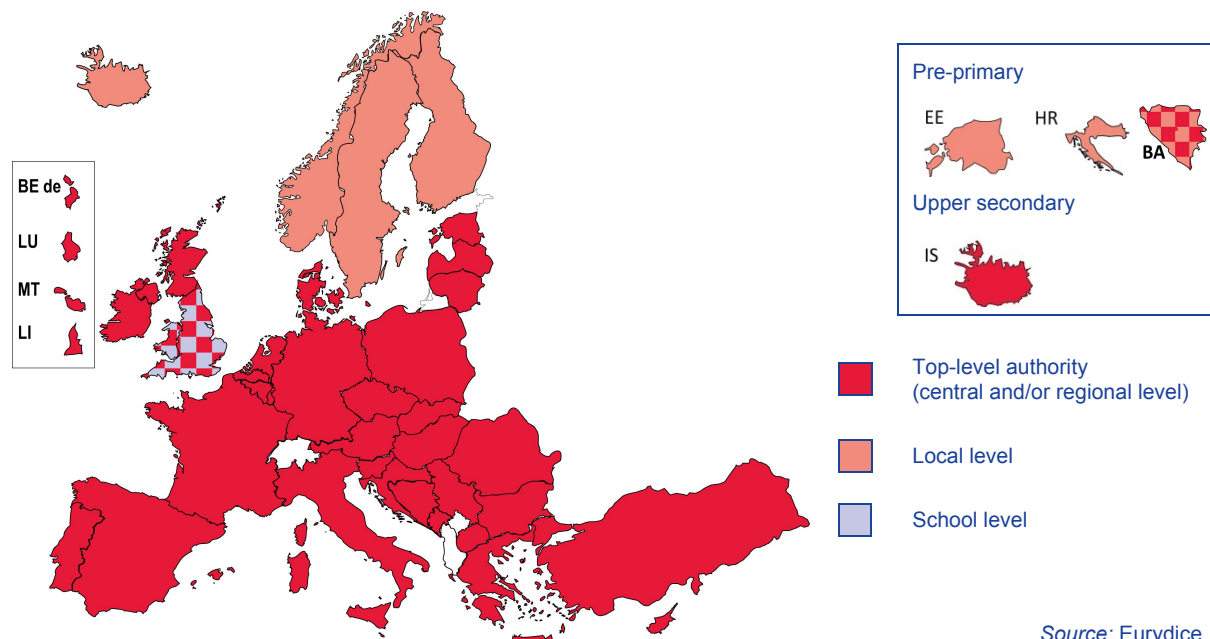 BE de
LU
MT
LI
Pre-primary
EE
HR
BA
Upper secondary
IS
Top-level authority
(central and/or regional level)
Local level
School level
Source: Eurydice